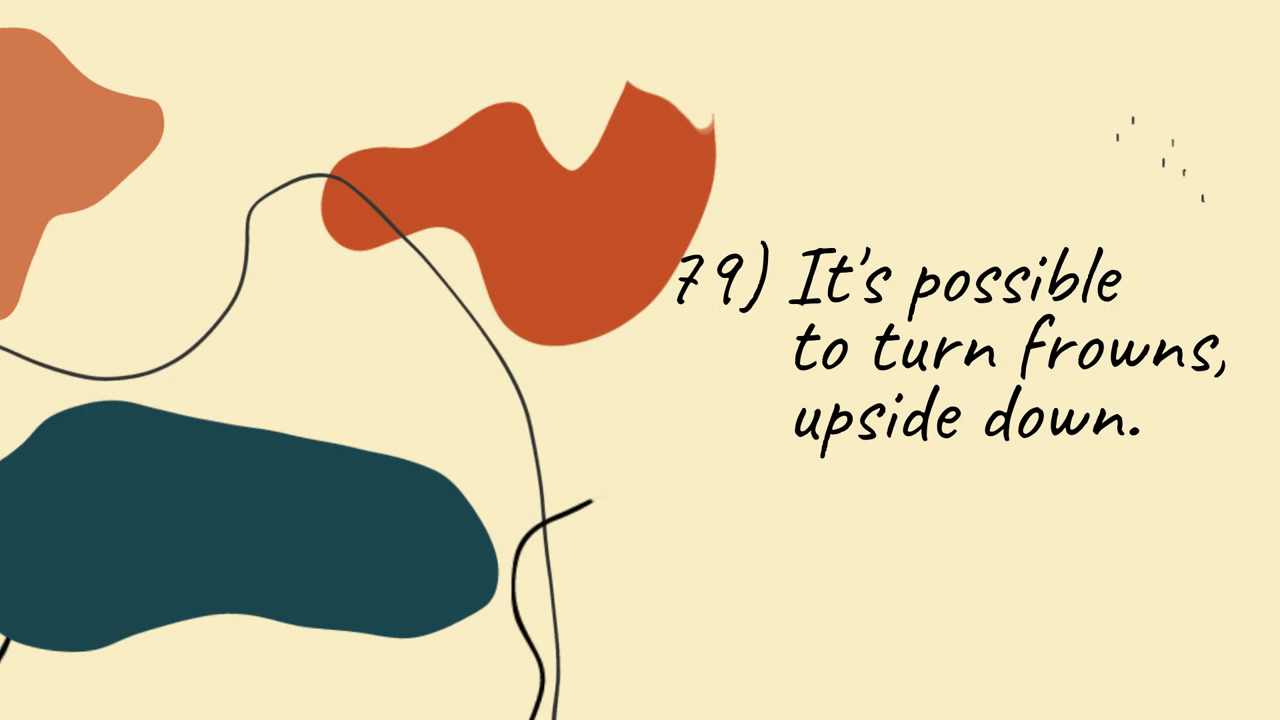 79) It's possible
to turn frowns,
upside down.